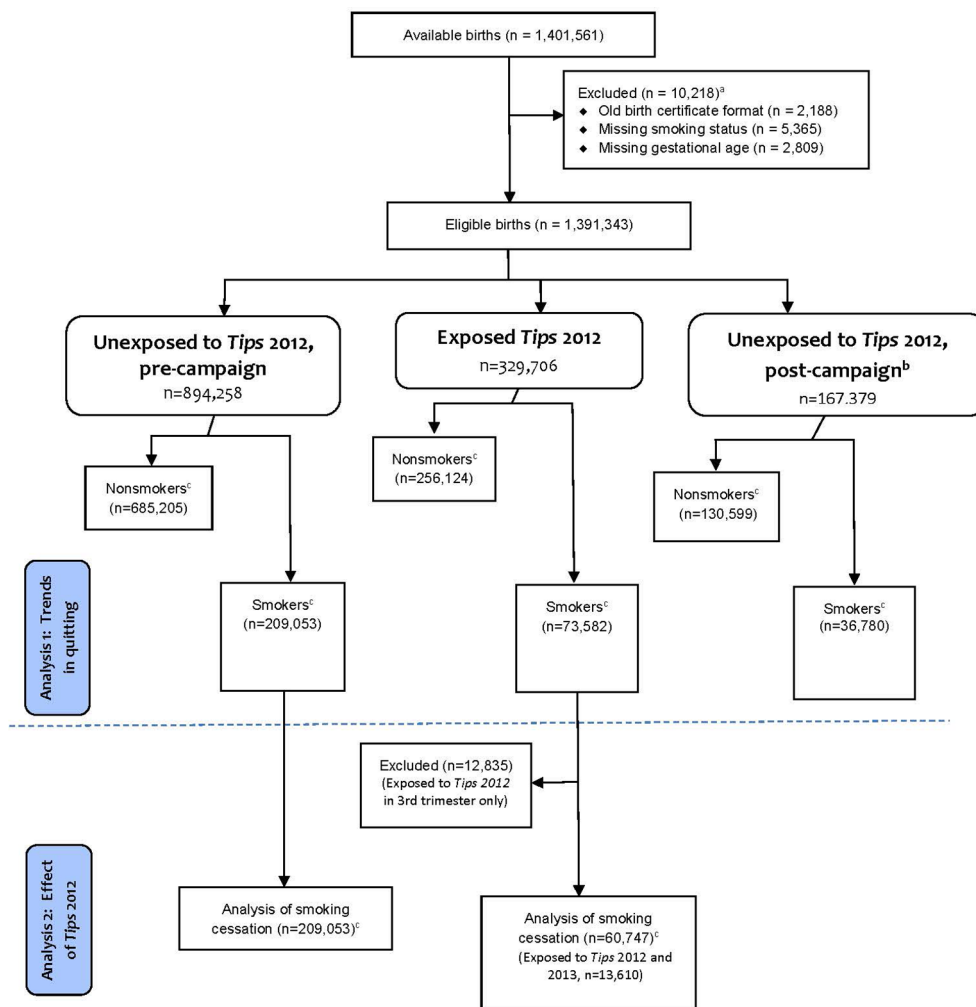 Available births (n = 1,401,561)
Excluded (n = 10,218)ᵃ
◆ Old birth certificate format (n = 2,188)
◆ Missing smoking status (n = 5,365)
◆ Missing gestational age (n = 2,809)
Eligible births (n = 1,391,343)
Unexposed to Tips 2012,
pre-campaign
n=894,258
Exposed Tips 2012
n=329,706
Unexposed to Tips 2012,
post-campaignᵇ
n=167.379
Nonsmokersᶜ
(n=685,205)
Nonsmokersᶜ
(n=256,124)
Nonsmokersᶜ
(n=130,599)
Analysis 1: Trends
in quitting
Smokersᶜ
(n=209,053)
Smokersᶜ
(n=73,582)
Smokersᶜ
(n=36,780)
Excluded (n=12,835)
(Exposed to Tips 2012
in 3rd trimester only)
Analysis 2: Effect
of Tips 2012
Analysis of smoking
cessation (n=209,053)ᶜ
Analysis of smoking
cessation (n=60,747)ᶜ
(Exposed to Tips 2012 and
2013, n=13,610)